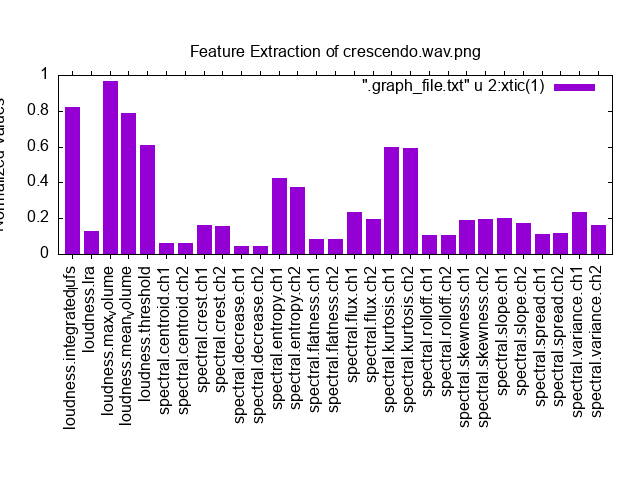 Feature Extraction of crescendo.wav.png
Normalized Values
".graph_file.txt" u 2:xtic(1)
1
0.8
0.6
0.4
0.2
0
loudness.integratedlufs
loudness.lra
loudness.maxvolume
loudness.meanvolume
loudness.threshold
spectral.centroid.ch1
spectral.centroid.ch2
spectral.crest.ch1
spectral.crest.ch2
spectral.decrease.ch1
spectral.decrease.ch2
spectral.entropy.ch1
spectral.entropy.ch2
spectral.flatness.ch1
spectral.flatness.ch2
spectral.flux.ch1
spectral.flux.ch2
spectral.kurtosis.ch1
spectral.kurtosis.ch2
spectral.rolloff.ch1
spectral.rolloff.ch2
spectral.skewness.ch1
spectral.skewness.ch2
spectral.slope.ch1
spectral.slope.ch2
spectral.spread.ch1
spectral.spread.ch2
spectral.variance.ch1
spectral.variance.ch2